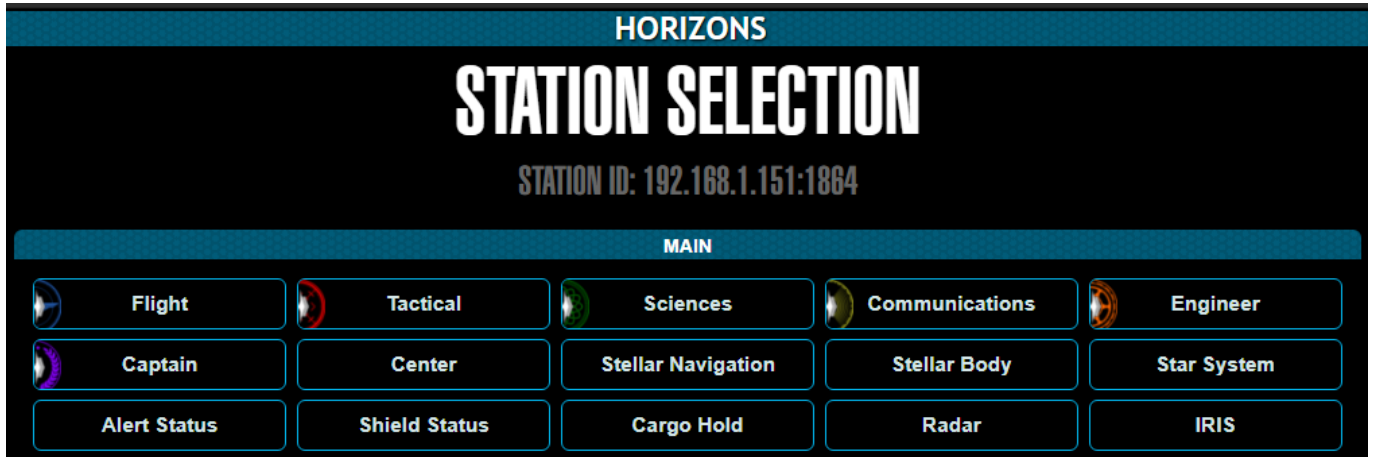 HORIZONS
STATION SELECTION
STATION ID: 192.168.1.151:1864
MAIN
Flight Tactical Sciences Communications Engineer
Captain Center Stellar Navigation Stellar Body Star System
Alert Status Shield Status Cargo Hold Radar IRIS